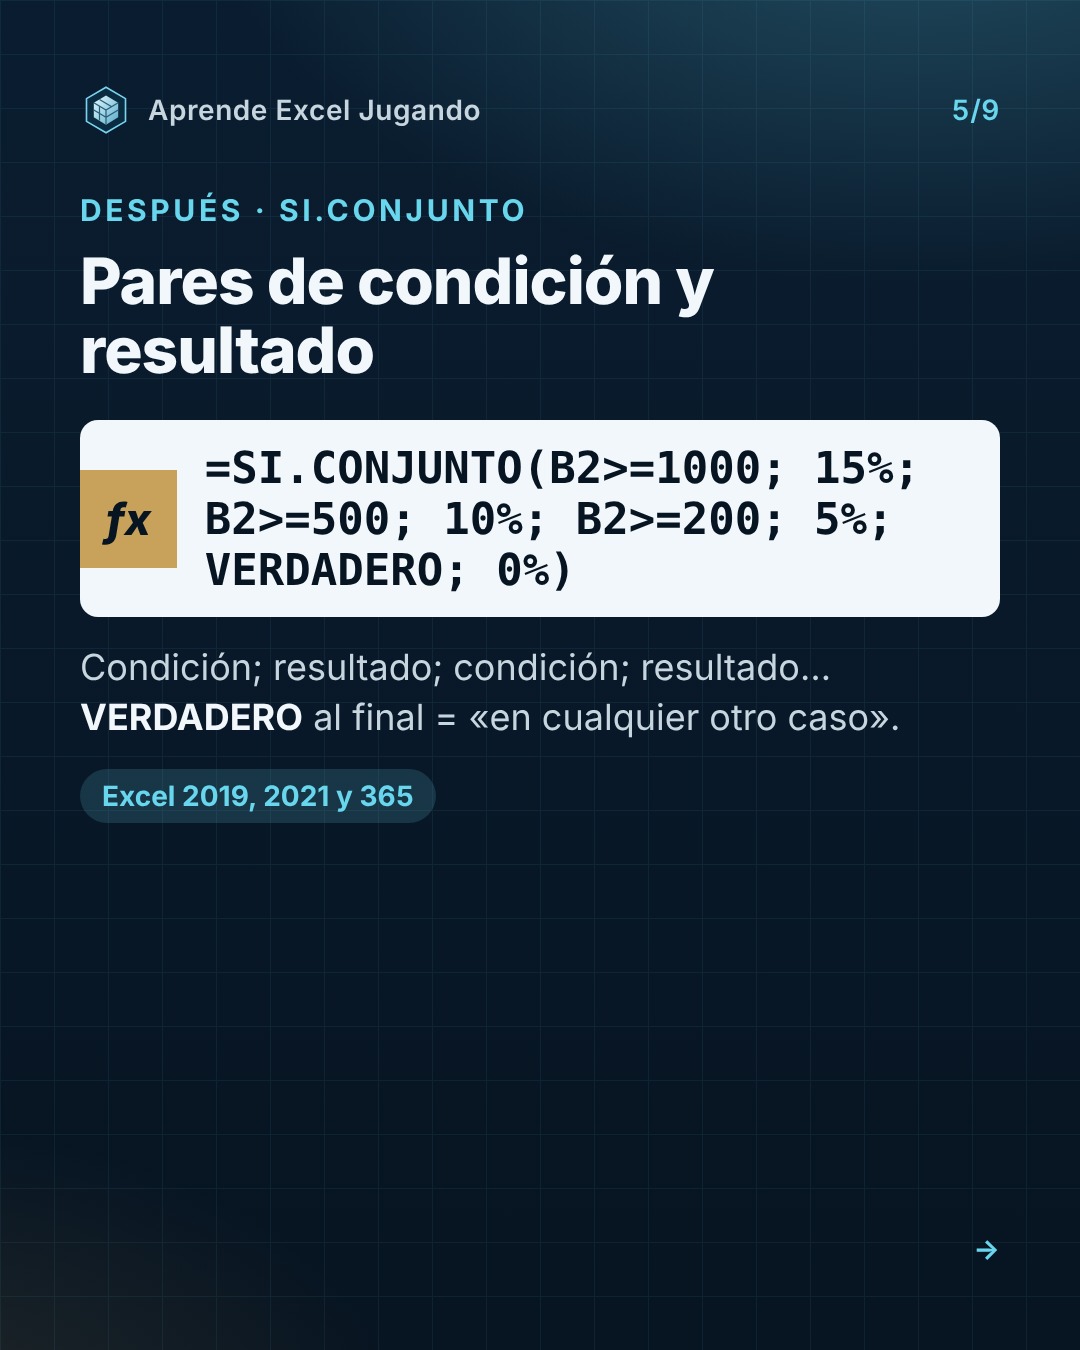 Aprende Excel Jugando
5/9
DESPUÉS · SI.CONJUNTO
Pares de condición y
resultado
fx
=SI.CONJUNTO(B2>=1000; 15%;
B2>=500; 10%; B2>=200; 5%;
VERDADERO; 0%)
Condición; resultado; condición; resultado...
VERDADERO al final = «en cualquier otro caso».
Excel 2019, 2021 y 365
→